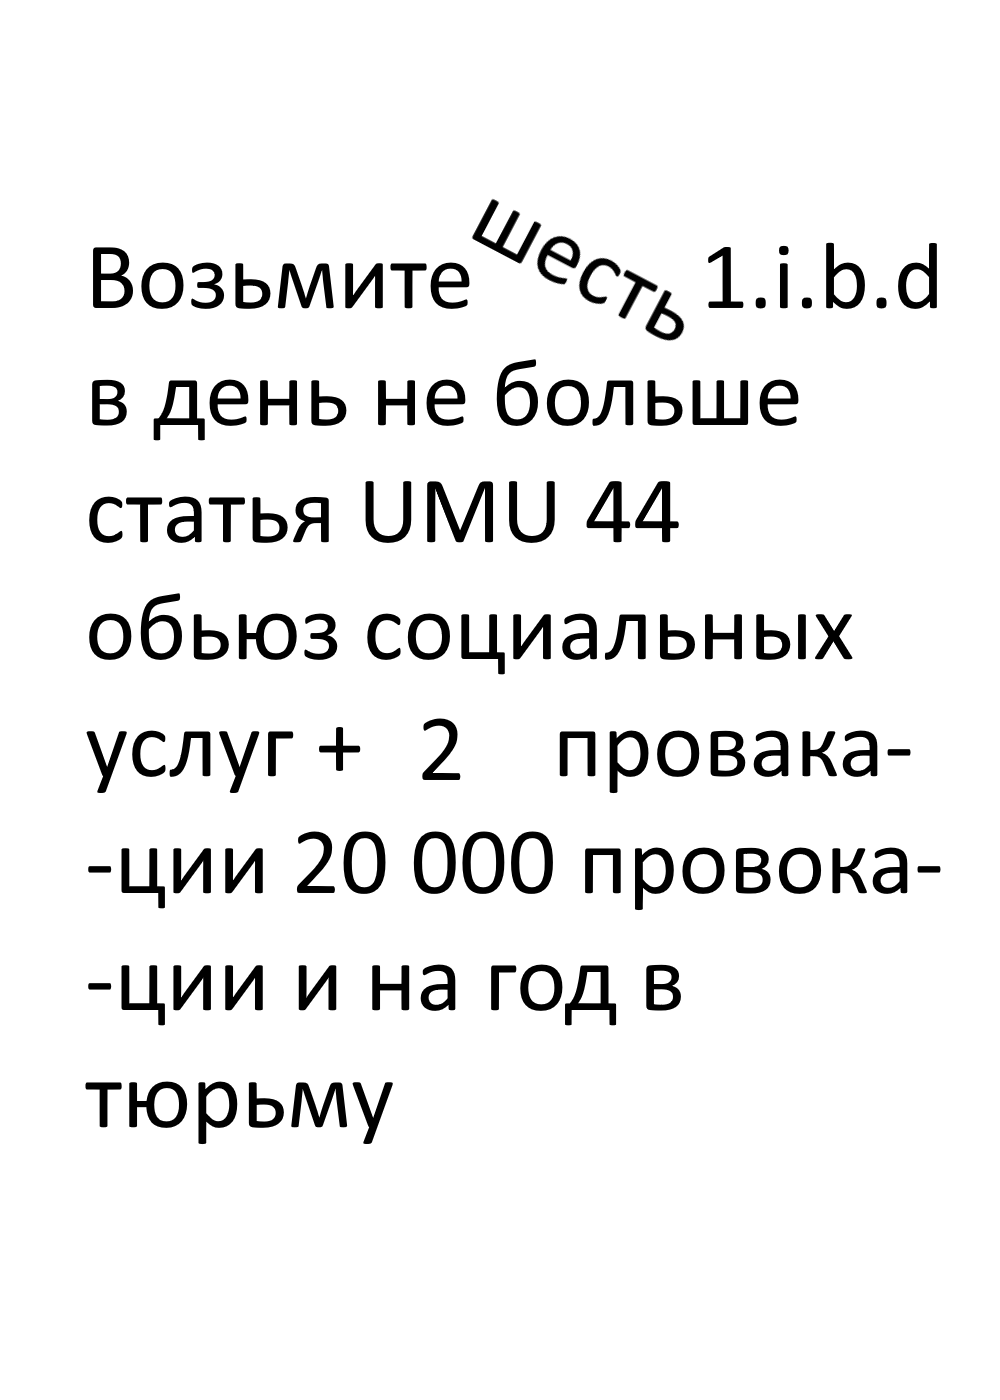 Возьмите шесть 1.i.b.d
в день не больше
статья UMU 44
обьюз социальных
услуг + 2 провака-
-ции 20 000 провока-
-ции и на год в
тюрьму